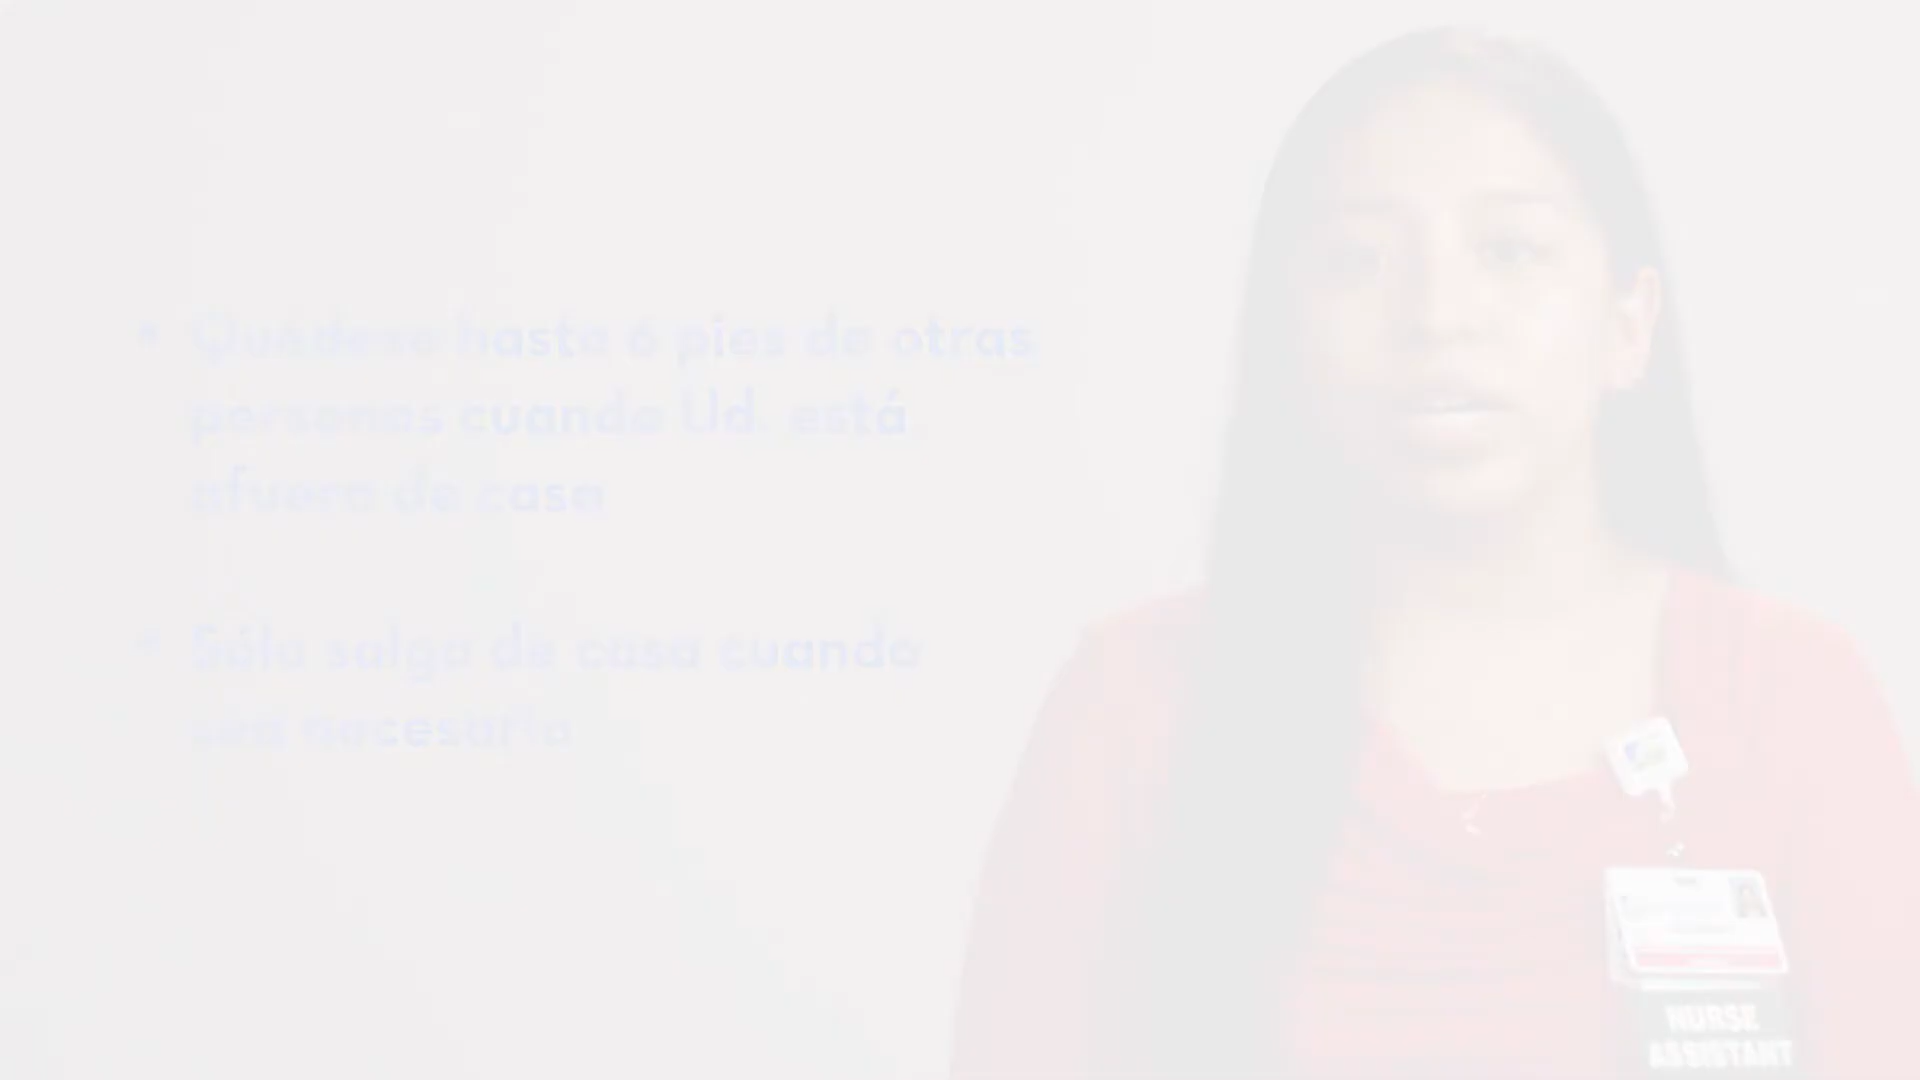 • Quédese hasta 6 pies de otras
personas cuando Ud. está
afuera de casa
• Sólo salga de casa cuando
sea necesario
NURSE
ASSISTANT